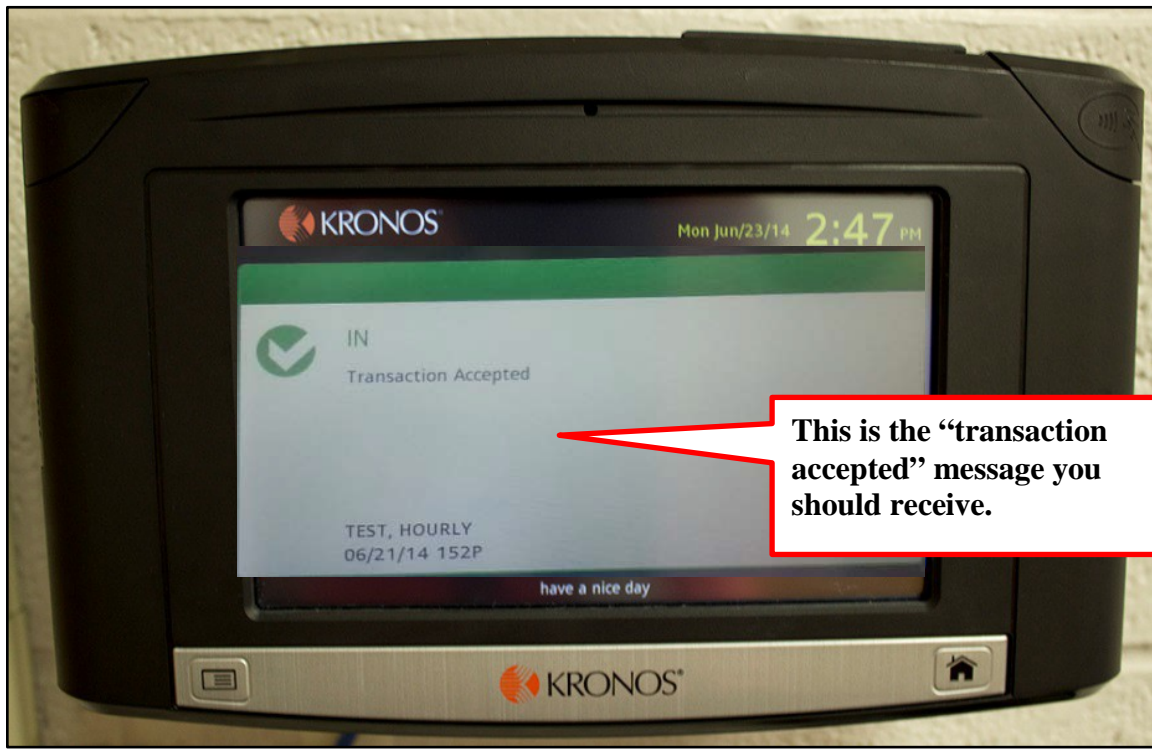 KRONOS
Mon Jun/23/14 2:47 PM
IN
Transaction Accepted
This is the “transaction
accepted” message you
should receive.
TEST, HOURLY
06/21/14 152P
have a nice day
KRONOS®